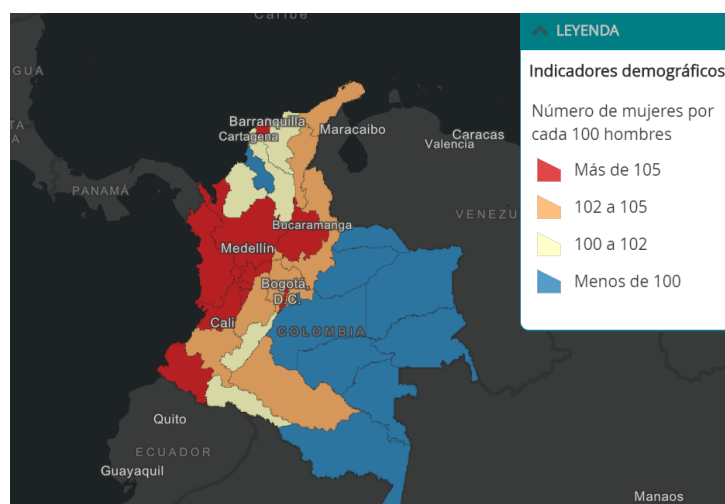 Caribe
LEYENDA
Indicadores demográficos
Número de mujeres por
cada 100 hombres
Más de 105
102 a 105
100 a 102
Menos de 100
GUA
TA
A
Barranquilla
Cartagena
Maracaibo
Caracas
Valencia
PANAMÁ
VENEZU
Bucaramanga
Medellín
Bogotá,
D.C.
Cali
COLOMBIA
Quito
ECUADOR
Guayaquil
Manaos